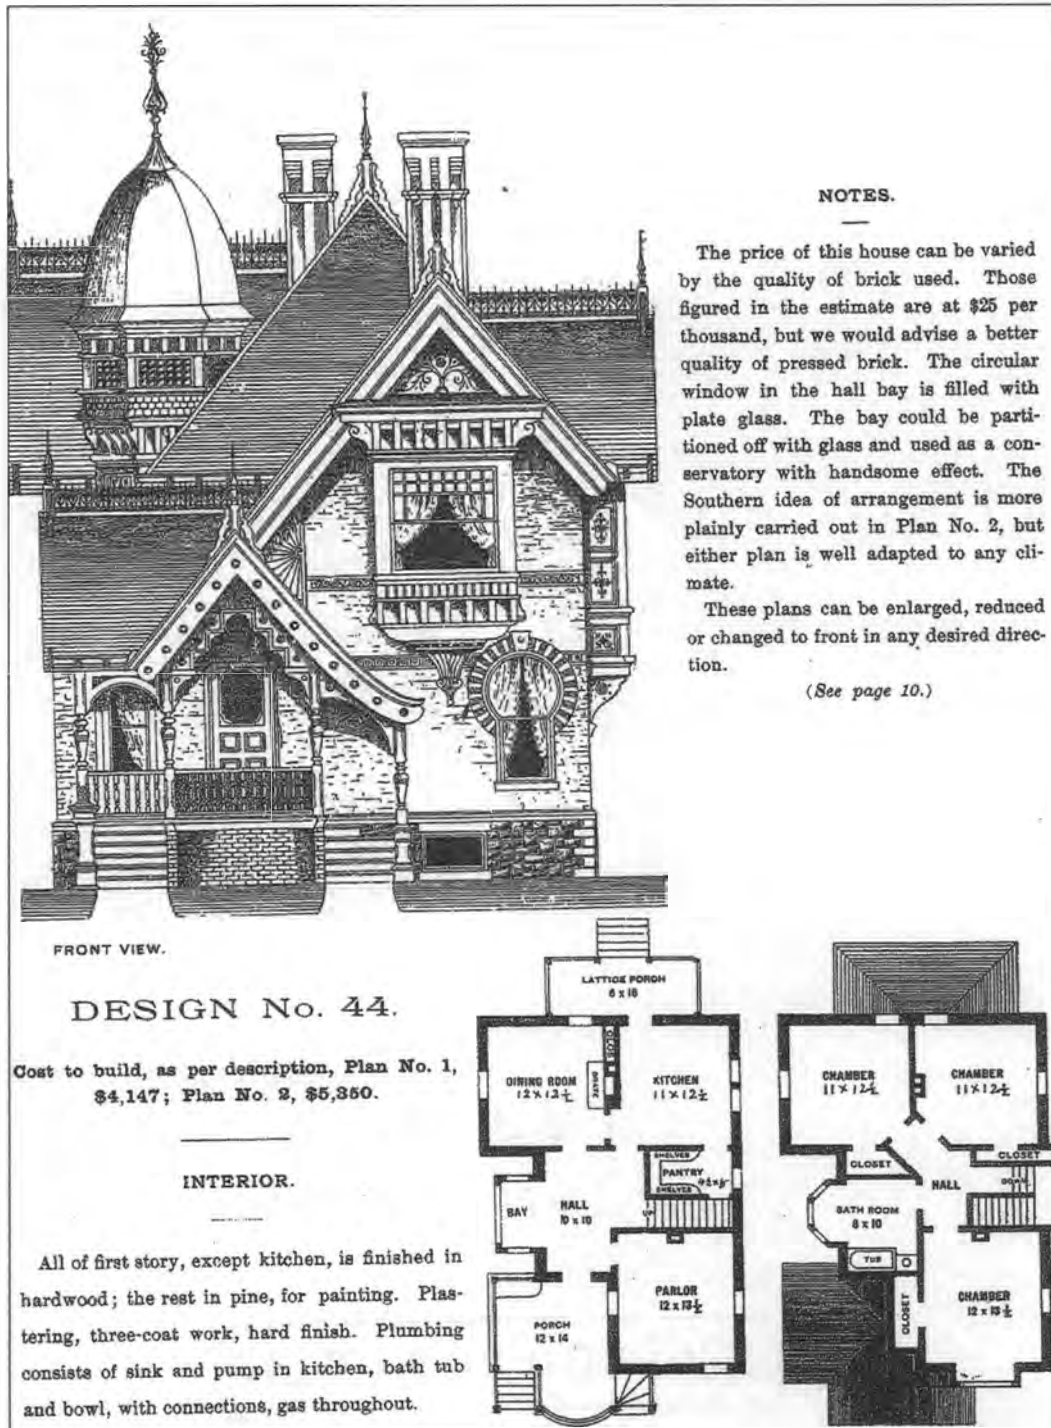 NOTES.
The price of this house can be varied
by the quality of brick used. Those
figured in the estimate are at $25 per
thousand, but we would advise a better
quality of pressed brick. The circular
window in the hall bay is filled with
plate glass. The bay could be parti-
tioned off with glass and used as a con-
servatory with handsome effect. The
Southern idea of arrangement is more
plainly carried out in Plan No. 2, but
either plan is well adapted to any cli-
mate.
These plans can be enlarged, reduced
or changed to front in any desired direc-
tion.
(See page 10.)
FRONT VIEW.
DESIGN No. 44.
Cost to build, as per description, Plan No. 1,
$4,147; Plan No. 2, $5,350.
INTERIOR.
All of first story, except kitchen, is finished in
hardwood; the rest in pine, for painting. Plas-
tering, three-coat work, hard finish. Plumbing
consists of sink and pump in kitchen, bath tub
and bowl, with connections, gas throughout.
LATTICE PORCH
6 x 16
DINING ROOM
12 x 12½
CLOS
KITCHEN
11 x 12½
SHELVES
PANTRY
SHELVES
BAY
HALL
UP
PARLOR
12 x 13½
PORCH
12 x 14
CHAMBER
11 x 12½
CHAMBER
11 x 12½
CLOSET
CLOSET
HALL
DOWN
BATH ROOM
8 x 10
TUB
CLOSET
CHAMBER
12 x 13½